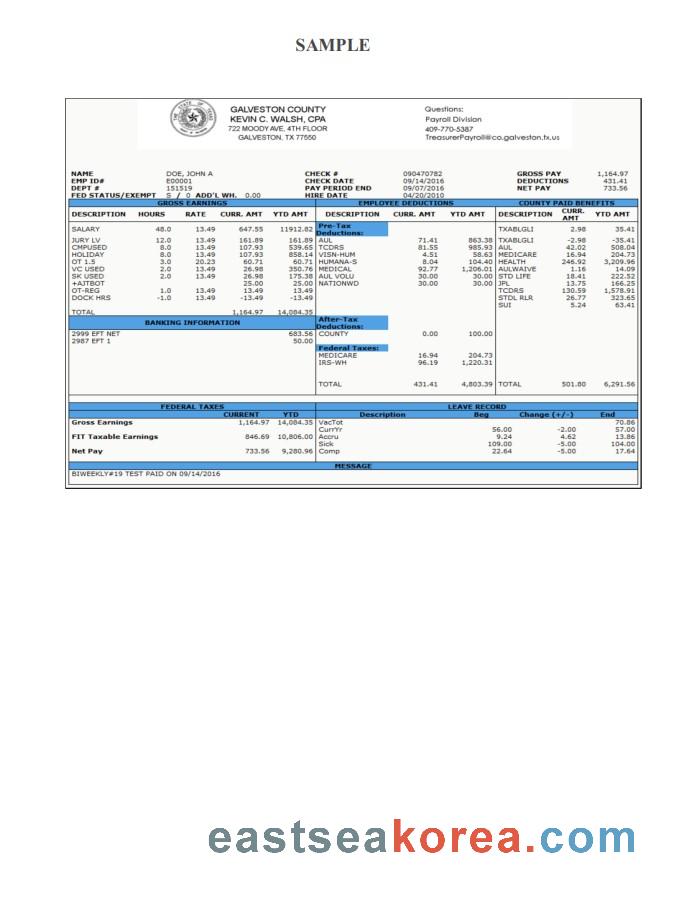 SAMPLE
GALVESTON COUNTY
KEVIN C. WALSH, CPA
722 MOODY AVE, 4TH FLOOR
GALVESTON, TX 77550
Questions:
Payroll Division
409-770-5387
TreasurerPayroll@co.galveston.tx.us
NAME DOE, JOHN A CHECK # 090470782 GROSS PAY 1,164.97
EMP ID# E00001 CHECK DATE 09/14/2016 DEDUCTIONS 431.41
DEPT # 151519 PAY PERIOD END 09/07/2016 NET PAY 733.56
FED STATUS/EXEMPT S / 0 ADD'L WH. 0.00 HIRE DATE 04/20/2010
GROSS EARNINGS EMPLOYEE DEDUCTIONS COUNTY PAID BENEFITS
DESCRIPTION HOURS RATE CURR. AMT YTD AMT DESCRIPTION CURR. AMT YTD AMT DESCRIPTION CURR. AMT YTD AMT
SALARY 48.0 13.49 647.55 11912.82 Pre-Tax Deductions: TXABLGLI 2.98 35.41
JURY LV 12.0 13.49 161.89 161.89 AUL 71.41 863.38 TXABLGLI -2.98 -35.41
CMPUSED 8.0 13.49 107.93 539.65 TCDRS 81.55 985.93 AUL 42.02 508.04
HOLIDAY 8.0 13.49 107.93 858.14 VISN-HUM 4.51 58.63 MEDICARE 16.94 204.73
OT 1.5 3.0 20.23 60.71 60.71 HUMANA-S 8.04 104.40 HEALTH 246.92 3,209.96
VC USED 2.0 13.49 26.98 350.76 MEDICAL 92.77 1,206.01 AULWAIVE 1.16 14.09
SK USED 2.0 13.49 26.98 175.38 AUL VOLU 30.00 30.00 STD LIFE 18.41 222.52
+AJTBOT 25.00 25.00 NATIONWD 30.00 30.00 JPL 13.75 166.25
OT-REG 1.0 13.49 13.49 13.49 TCDRS 130.59 1,578.91
DOCK HRS -1.0 13.49 -13.49 -13.49 STDL RLR 26.77 323.65
SUI 5.24 63.41
TOTAL 1,164.97 14,084.35
BANKING INFORMATION After-Tax Deductions:
2999 EFT NET 683.56 COUNTY 0.00 100.00
2987 EFT 1 50.00
Federal Taxes:
MEDICARE 16.94 204.73
IRS-WH 96.19 1,220.31
TOTAL 431.41 4,803.39 TOTAL 501.80 6,291.56
FEDERAL TAXES LEAVE RECORD
CURRENT YTD Description Beg Change (+/-) End
Gross Earnings 1,164.97 14,084.35 VacTot 70.86
CurrYr 56.00 -2.00 57.00
FIT Taxable Earnings 846.69 10,806.00 Accru 9.24 4.62 13.86
Sick 109.00 -5.00 104.00
Net Pay 733.56 9,280.96 Comp 22.64 -5.00 17.64
MESSAGE
BIWEEKLY#19 TEST PAID ON 09/14/2016
eastseakorea.com